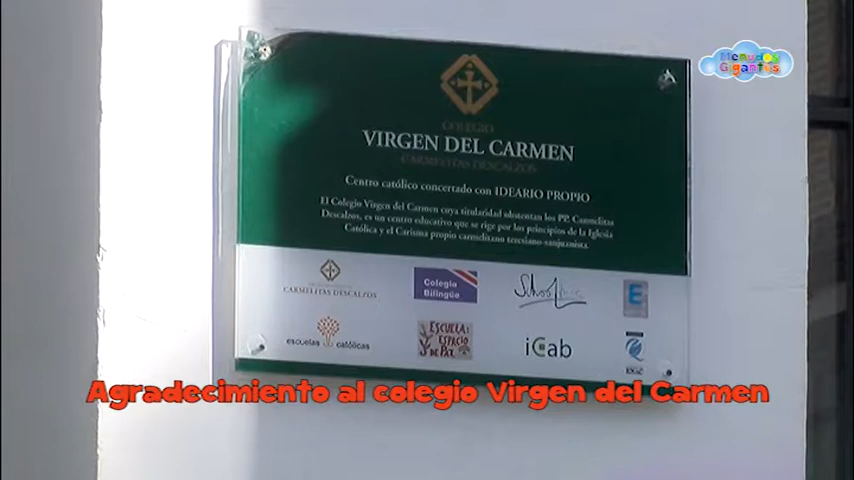 Menudos
Gigantes
COLEGIO
VIRGEN DEL CARMEN
CARMELITAS DESCALZOS
Centro católico concertado con IDEARIO PROPIO
El Colegio Virgen del Carmen cuya titularidad ostentan los PP. Carmelitas
Descalzos, es un centro educativo que se rige por los principios de la Iglesia
Católica y el Carisma propio carmelitano teresiano-sanjuanista.
CARMELITAS DESCALZOS
Colegio
Bilingüe
E
escuelas católicas
ESCUELA:
ESPACIO
DE PAZ
iCab
Agradecimiento al colegio Virgen del Carmen